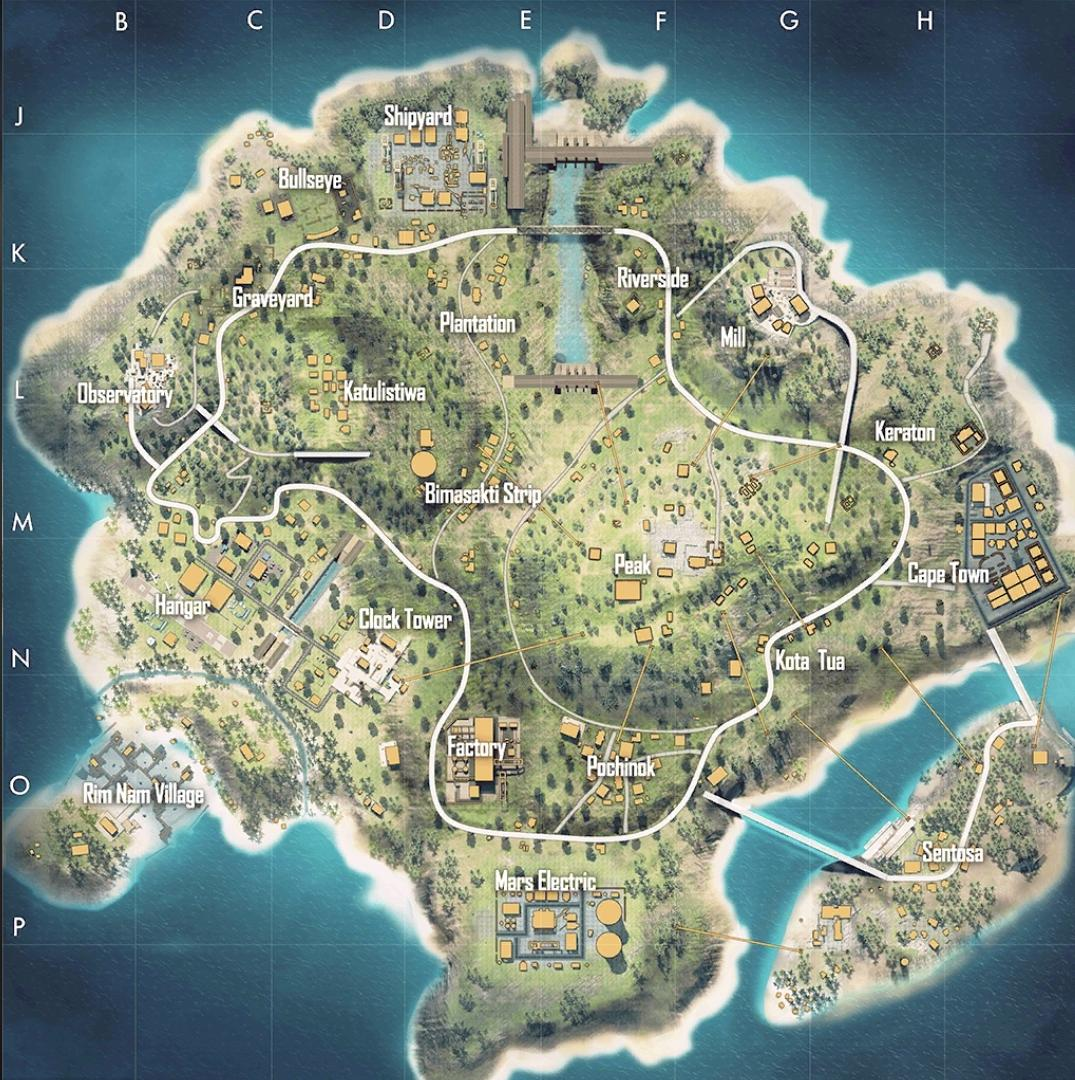 B C D E F G H
J
Shipyard
Bullseye
K
Riverside
Graveyard
Plantation
Mill
L
Observatory
Katulistiwa
Keraton
Bimasakti Strip
M
Peak
Cape Town
Hangar
Clock Tower
N
Kota Tua
Factory
Pochinok
O
Rim Nam Village
Sentosa
Mars Electric
P